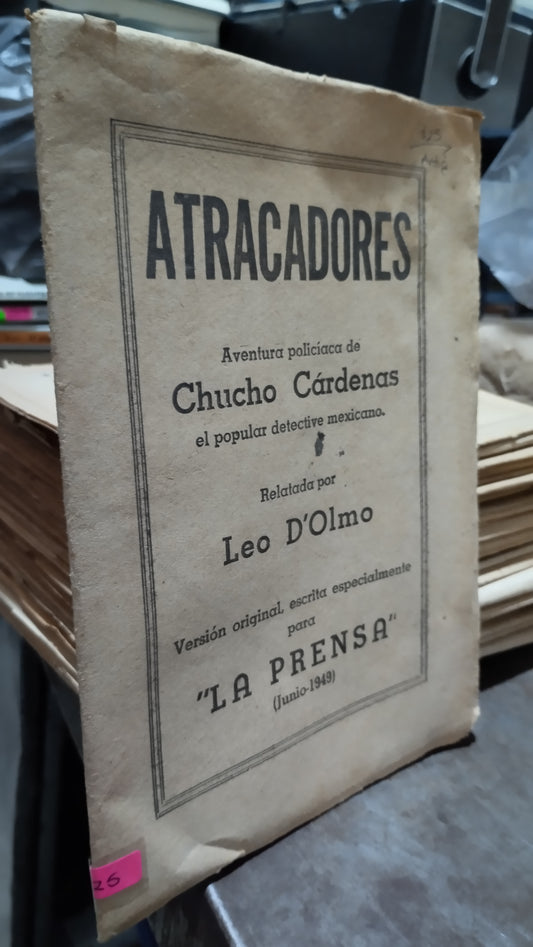 ATRACADORES
Aventura policíaca de
Chucho Cárdenas
el popular detective mexicano.
Relatada por
Leo D'Olmo
Versión original, escrita especialmente
para
"LA PRENSA"
(Junio-1949)
25